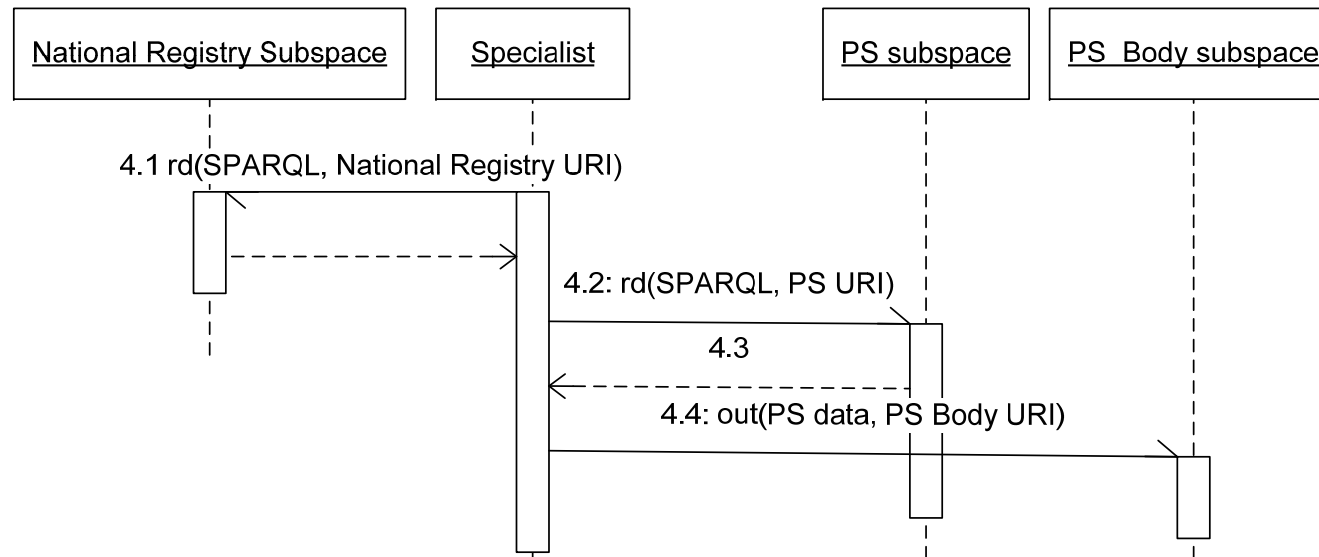 National Registry Subspace
Specialist
PS subspace
PS Body subspace
4.1 rd(SPARQL, National Registry URI)
4.2: rd(SPARQL, PS URI)
4.3
4.4: out(PS data, PS Body URI)